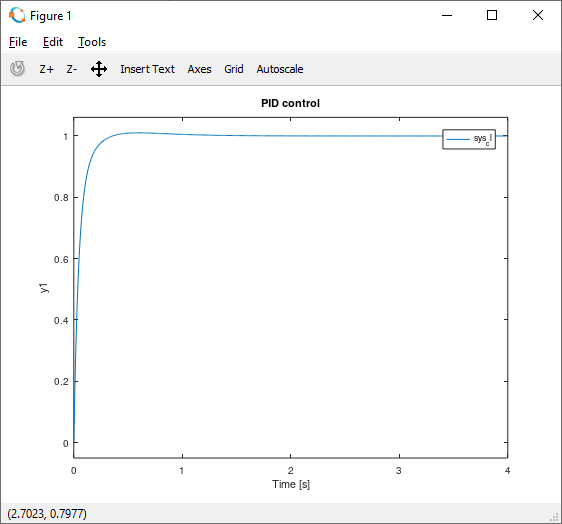 Figure 1
File Edit Tools
Z+ Z- Insert Text Axes Grid Autoscale
PID control
sys_cl
1
0.8
0.6
0.4
0.2
0
y1
0 1 2 3 4
Time [s]
(2.7023, 0.7977)